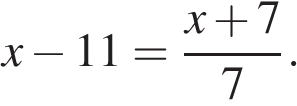 x − 11 = (x + 7)/7.